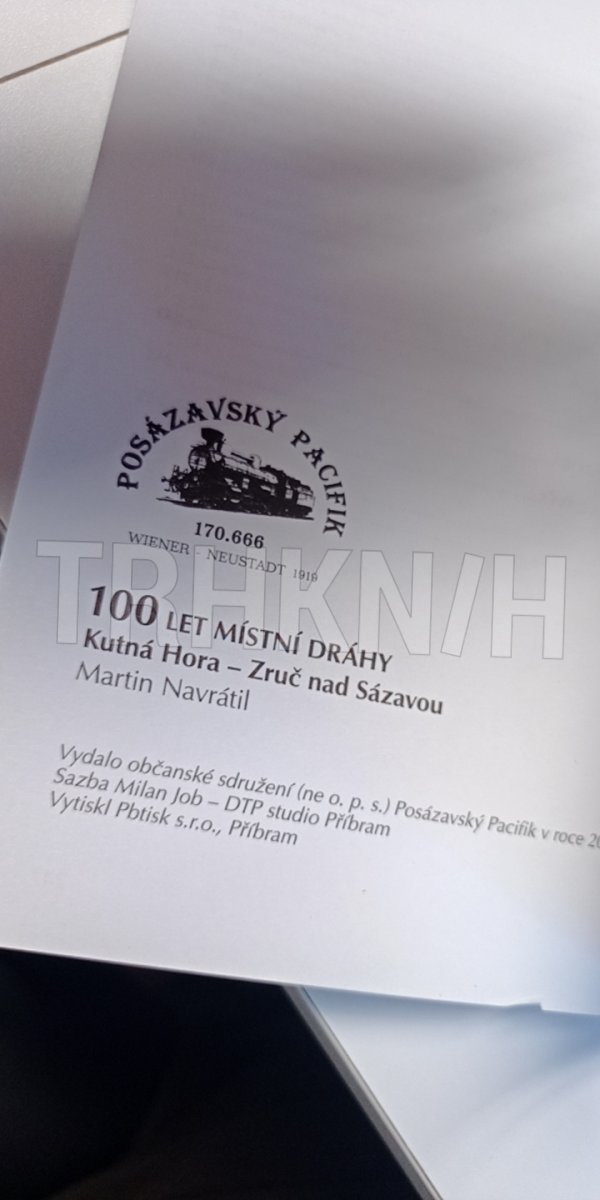 POSÁZAVSKÝ PACIFIK
170.666
WIENER - NEUSTADT 1919
TRHKN/H
100 LET MÍSTNÍ DRÁHY
Kutná Hora – Zruč nad Sázavou
Martin Navrátil
Vydalo občanské sdružení (ne o. p. s.) Posázavský Pacifik v roce
Sazba Milan Job – DTP studio Příbram
Vytiskl Pbtisk s.r.o., Příbram